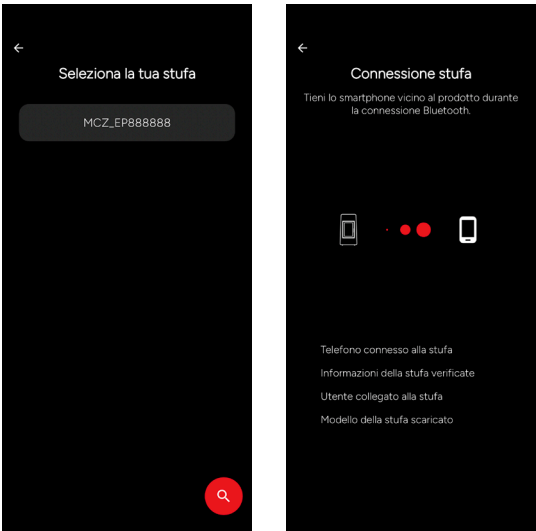 Seleziona la tua stufa
MCZ_EP888888
Connessione stufa
Tieni lo smartphone vicino al prodotto durante
la connessione Bluetooth.
Telefono connesso alla stufa
Informazioni della stufa verificate
Utente collegato alla stufa
Modello della stufa scaricato